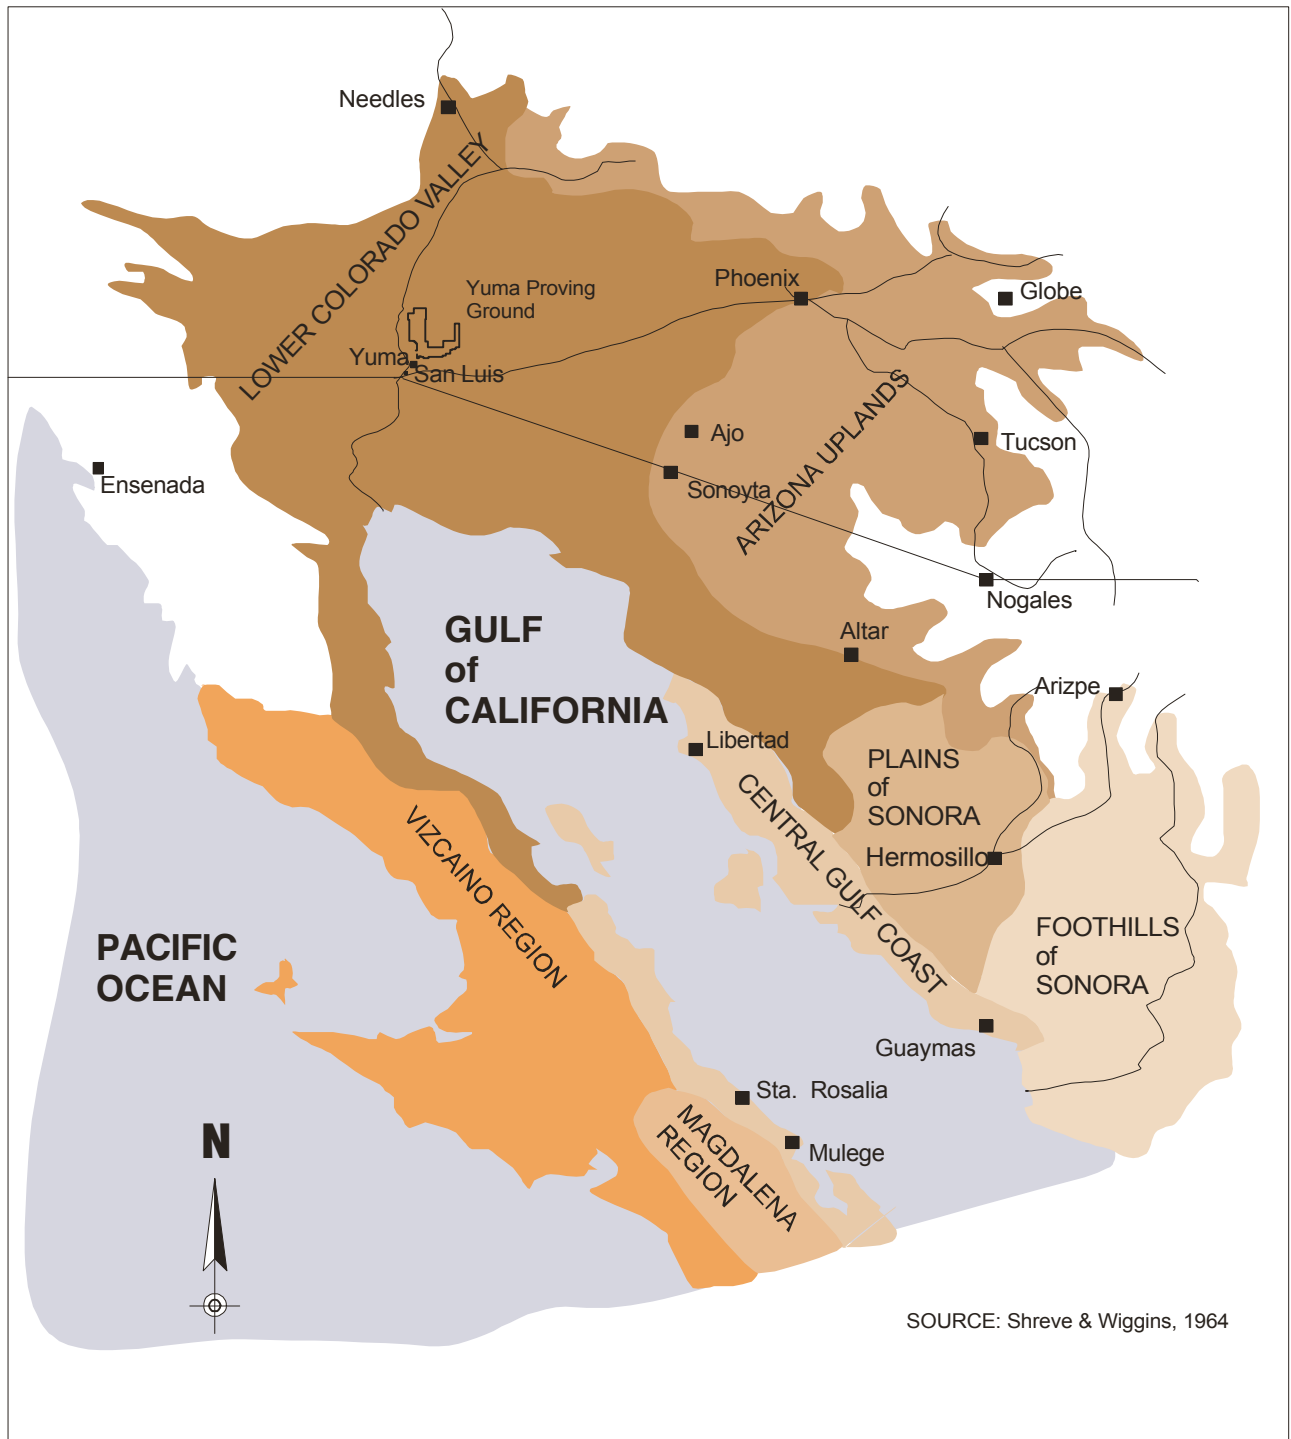 Needles
LOWER COLORADO VALLEY
Yuma Proving
Ground
Phoenix
Globe
Yuma
San Luis
Ajo
ARIZONA UPLANDS
Tucson
Ensenada
Sonoyta
Nogales
GULF
of
CALIFORNIA
Altar
Arizpe
Libertad
PLAINS
of
SONORA
CENTRAL GULF COAST
VIZCAINO REGION
Hermosillo
PACIFIC
OCEAN
FOOTHILLS
of
SONORA
Guaymas
Sta. Rosalia
MAGDALENA
REGION
Mulege
N
SOURCE: Shreve & Wiggins, 1964